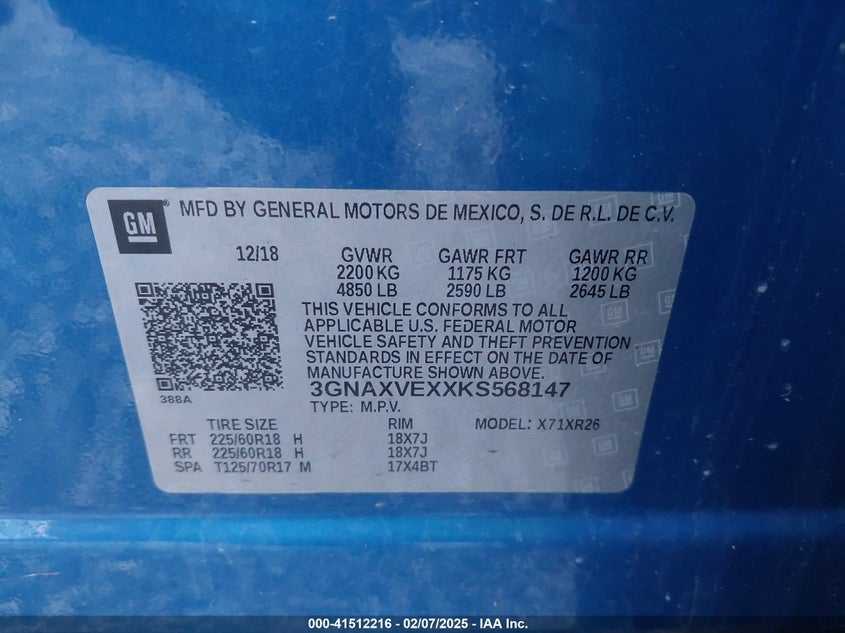 GM ® MFD BY GENERAL MOTORS DE MEXICO, S. DE R.L. DE C.V.
12/18 GVWR GAWR FRT GAWR RR
2200 KG 1175 KG 1200 KG
4850 LB 2590 LB 2645 LB
THIS VEHICLE CONFORMS TO ALL
APPLICABLE U.S. FEDERAL MOTOR
VEHICLE SAFETY AND THEFT PREVENTION
STANDARDS IN EFFECT ON THE DATE OF
MANUFACTURE SHOWN ABOVE.
388A
3GNAXVEXXKS568147
TYPE: M.P.V.
TIRE SIZE RIM MODEL: X71XR26
FRT 225/60R18 H 18X7J
RR 225/60R18 H 18X7J
SPA T125/70R17 M 17X4BT
000-41512216 - 02/07/2025 - IAA Inc.